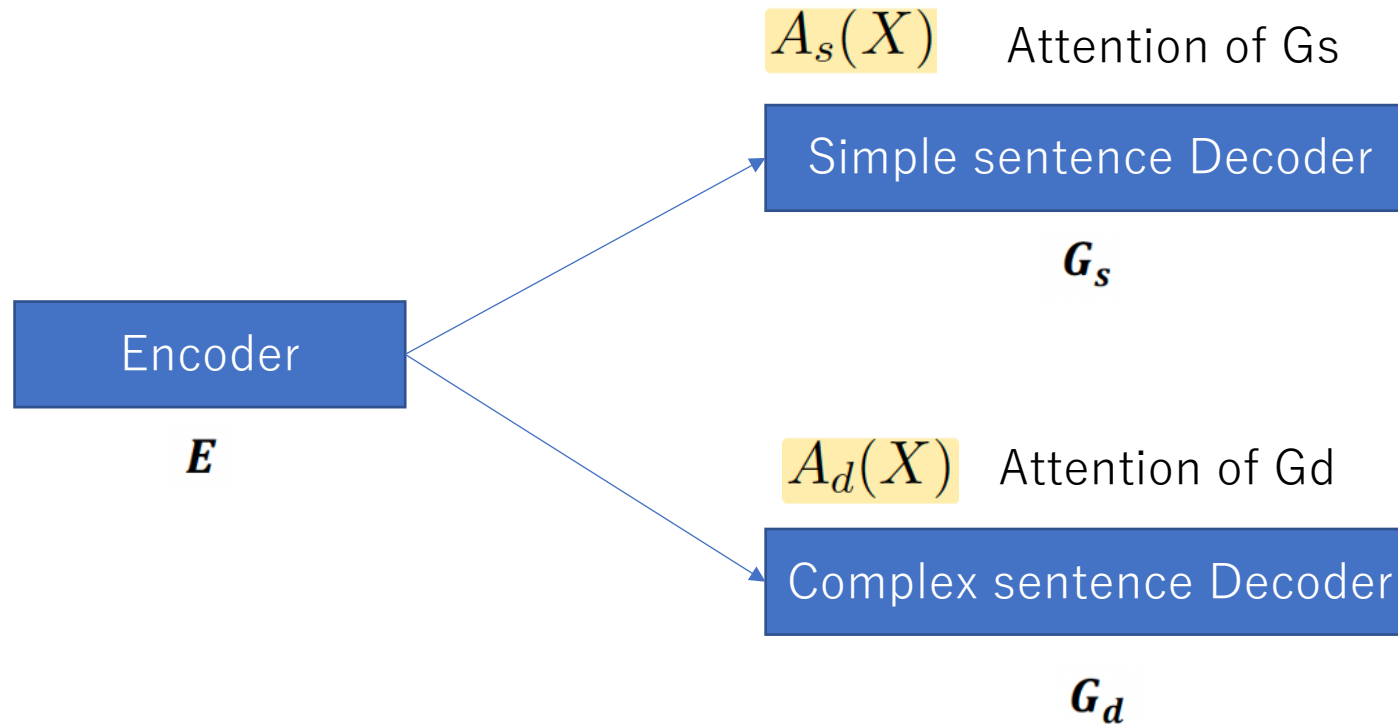 A_s(X) Attention of Gs
Simple sentence Decoder
G_s
Encoder
E
A_d(X) Attention of Gd
Complex sentence Decoder
G_d